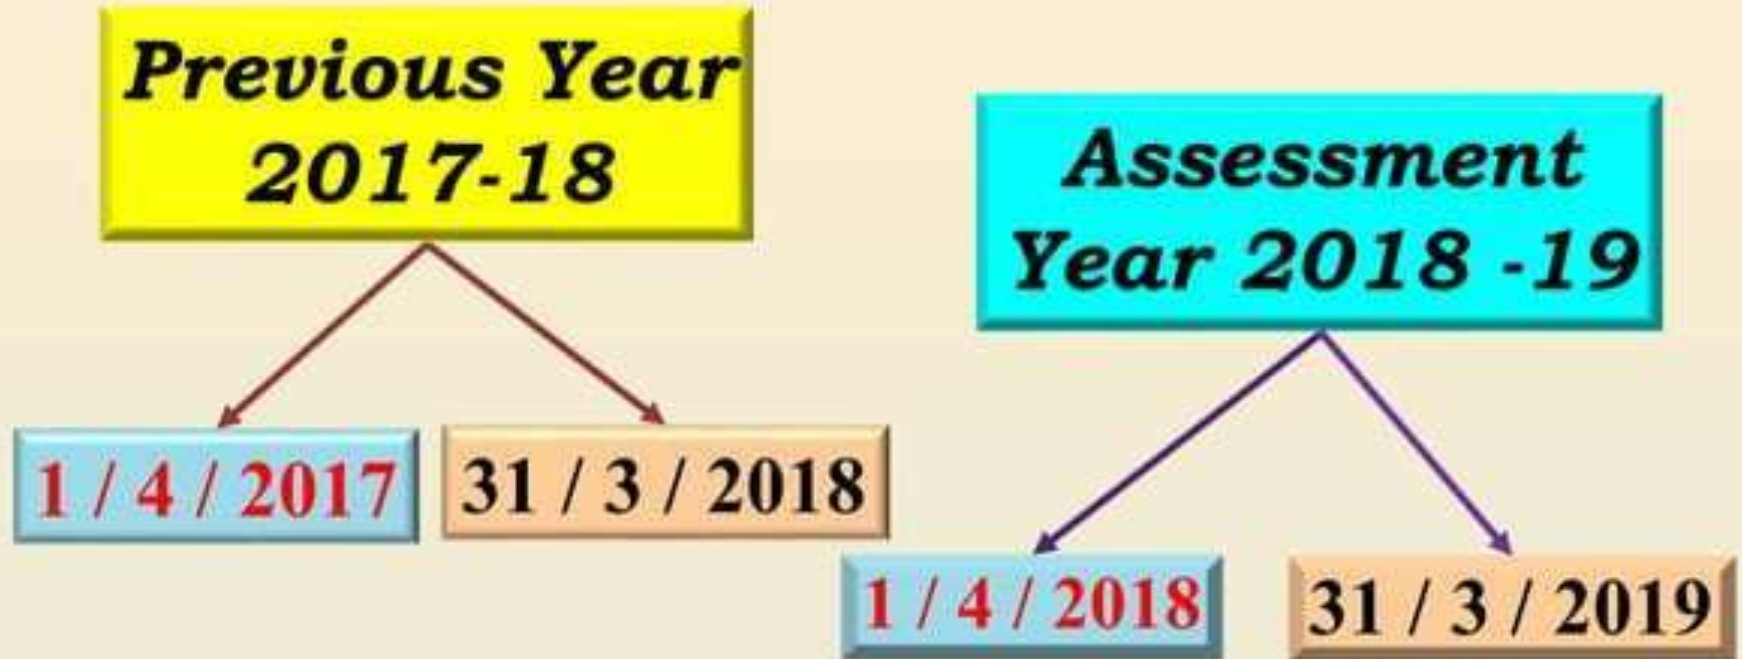 Previous Year
2017-18
Assessment
Year 2018 -19
1 / 4 / 2017
31 / 3 / 2018
1 / 4 / 2018
31 / 3 / 2019